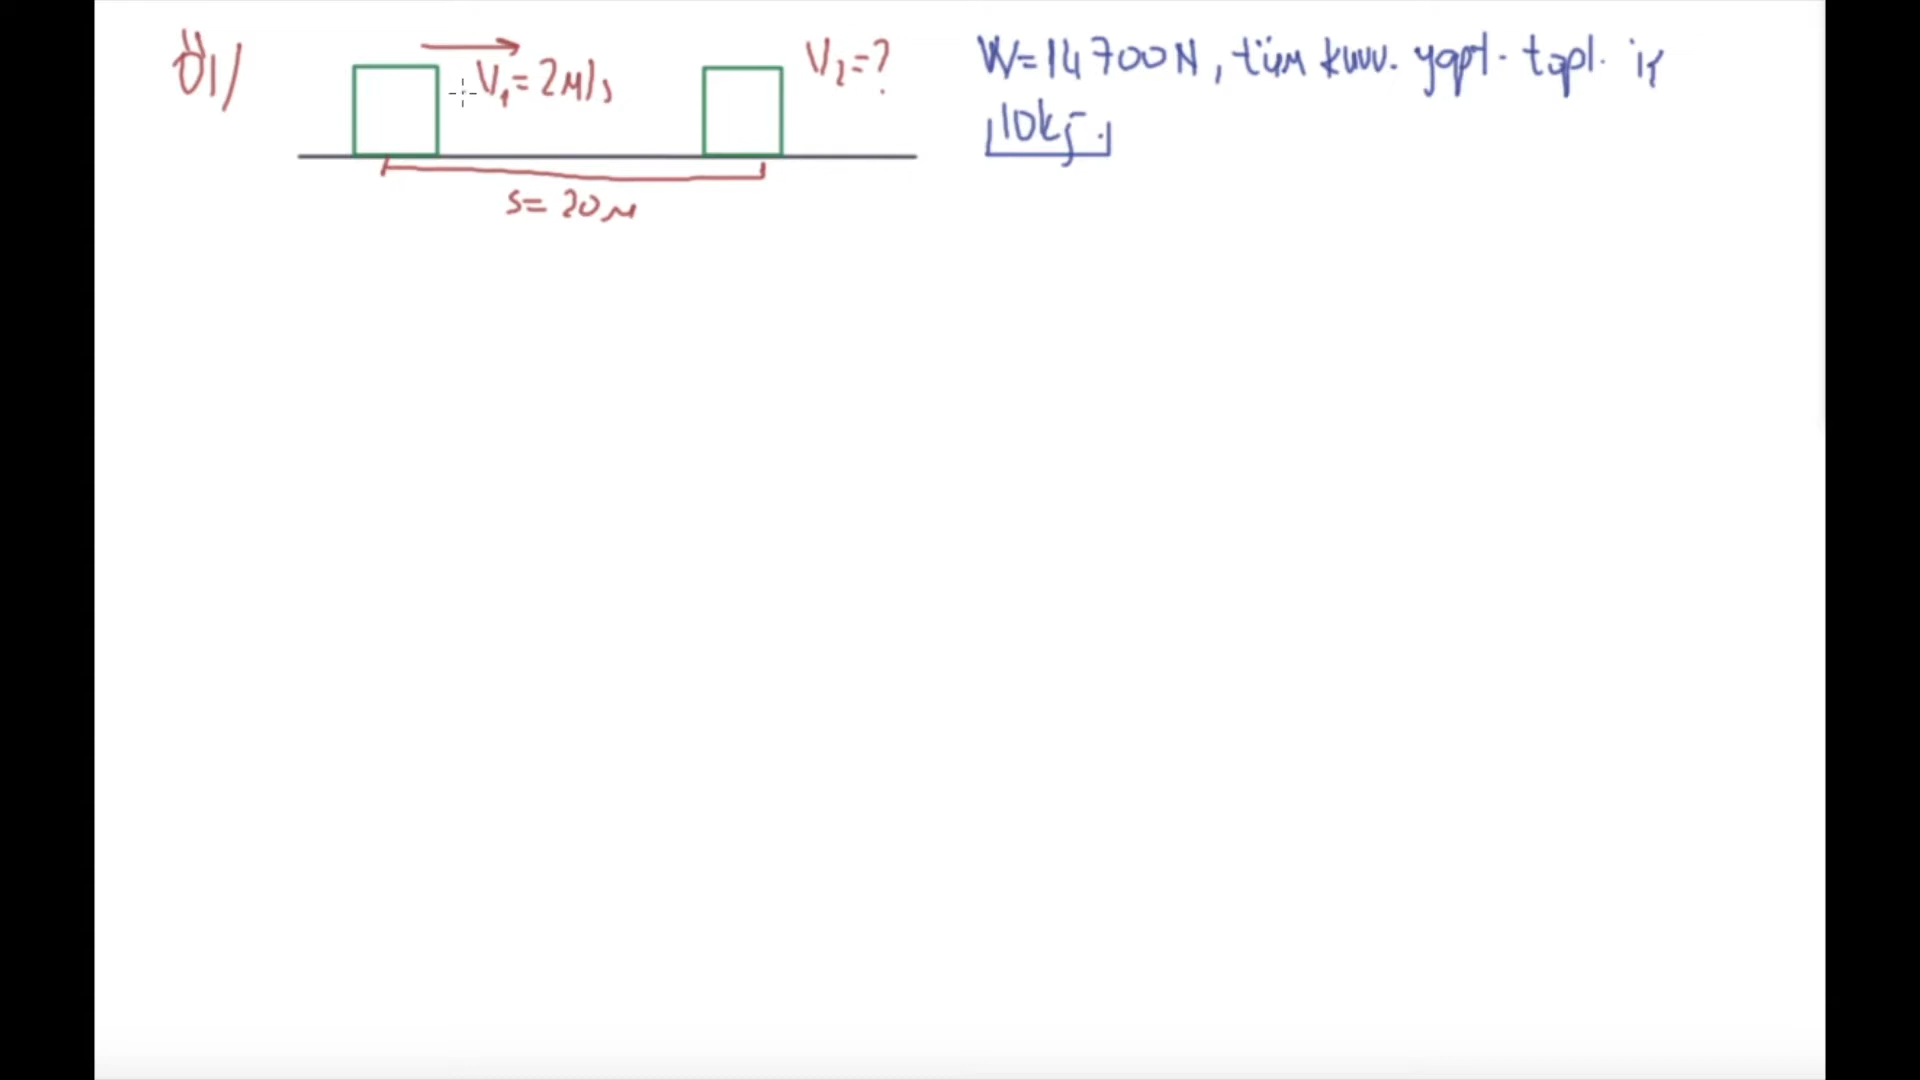 Ö1/
V₁=2m/s
V₂=?
s= 20m
W=14700N, tüm kuvv. yapt. topl. iş
10kj.